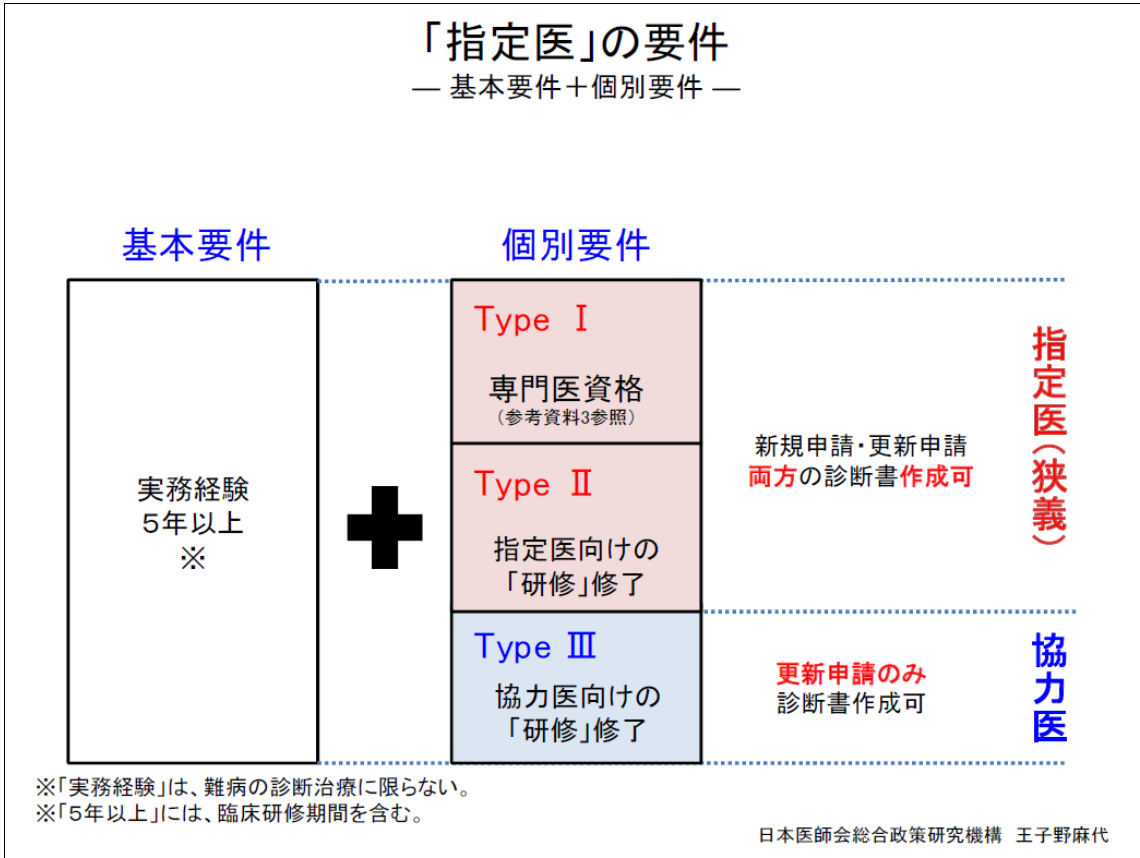 「指定医」の要件
― 基本要件＋個別要件 ―
基本要件
個別要件
実務経験
５年以上
※
Type Ⅰ
専門医資格
（参考資料3参照）
Type Ⅱ
指定医向けの
「研修」修了
Type Ⅲ
協力医向けの
「研修」修了
新規申請・更新申請
両方の診断書作成可
更新申請のみ
診断書作成可
指定医（狭義）
協力医
※「実務経験」は、難病の診断治療に限らない。
※「５年以上」には、臨床研修期間を含む。
日本医師会総合政策研究機構 王子野麻代